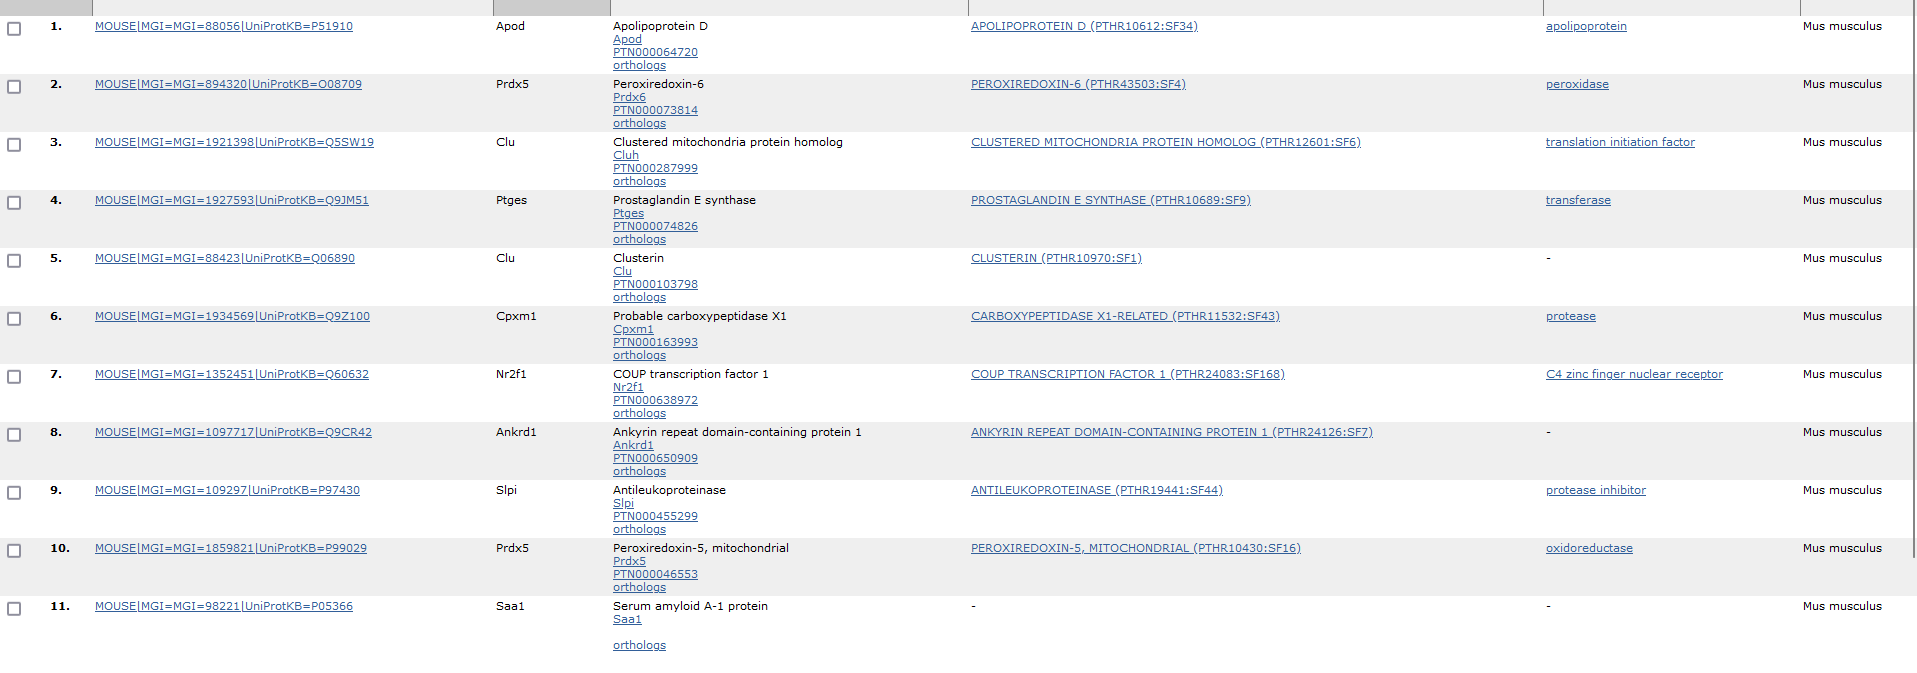 1. MOUSE|MGI=MGI=88056|UniProtKB=P51910 Apod Apolipoprotein D APOLIPOPROTEIN D (PTHR10612:SF34) apolipoprotein Mus musculus
Apod
PTN000064720
orthologs
2. MOUSE|MGI=MGI=894320|UniProtKB=O08709 Prdx5 Peroxiredoxin-6 PEROXIREDOXIN-6 (PTHR43503:SF4) peroxidase Mus musculus
Prdx6
PTN000073814
orthologs
3. MOUSE|MGI=MGI=1921398|UniProtKB=Q5SW19 Clu Clustered mitochondria protein homolog CLUSTERED MITOCHONDRIA PROTEIN HOMOLOG (PTHR12601:SF6) translation initiation factor Mus musculus
Cluh
PTN000287999
orthologs
4. MOUSE|MGI=MGI=1927593|UniProtKB=Q9JM51 Ptges Prostaglandin E synthase PROSTAGLANDIN E SYNTHASE (PTHR10689:SF9) transferase Mus musculus
Ptges
PTN000074826
orthologs
5. MOUSE|MGI=MGI=88423|UniProtKB=Q06890 Clu Clusterin CLUSTERIN (PTHR10970:SF1) - Mus musculus
Clu
PTN000103798
orthologs
6. MOUSE|MGI=MGI=1934569|UniProtKB=Q9Z100 Cpxm1 Probable carboxypeptidase X1 CARBOXYPEPTIDASE X1-RELATED (PTHR11532:SF43) protease Mus musculus
Cpxm1
PTN000163993
orthologs
7. MOUSE|MGI=MGI=1352451|UniProtKB=Q60632 Nr2f1 COUP transcription factor 1 COUP TRANSCRIPTION FACTOR 1 (PTHR24083:SF168) C4 zinc finger nuclear receptor Mus musculus
Nr2f1
PTN000638972
orthologs
8. MOUSE|MGI=MGI=1097717|UniProtKB=Q9CR42 Ankrd1 Ankyrin repeat domain-containing protein 1 ANKYRIN REPEAT DOMAIN-CONTAINING PROTEIN 1 (PTHR24126:SF7) - Mus musculus
Ankrd1
PTN000650909
orthologs
9. MOUSE|MGI=MGI=109297|UniProtKB=P97430 Slpi Antileukoproteinase ANTILEUKOPROTEINASE (PTHR19441:SF44) protease inhibitor Mus musculus
Slpi
PTN000455299
orthologs
10. MOUSE|MGI=MGI=1859821|UniProtKB=P99029 Prdx5 Peroxiredoxin-5, mitochondrial PEROXIREDOXIN-5, MITOCHONDRIAL (PTHR10430:SF16) oxidoreductase Mus musculus
Prdx5
PTN000046553
orthologs
11. MOUSE|MGI=MGI=98221|UniProtKB=P05366 Saa1 Serum amyloid A-1 protein - - Mus musculus
Saa1
orthologs